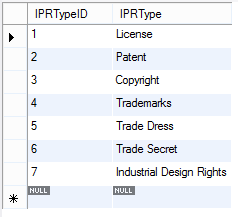 IPRTypeID IPRType
1 License
2 Patent
3 Copyright
4 Trademarks
5 Trade Dress
6 Trade Secret
7 Industrial Design Rights
NULL NULL